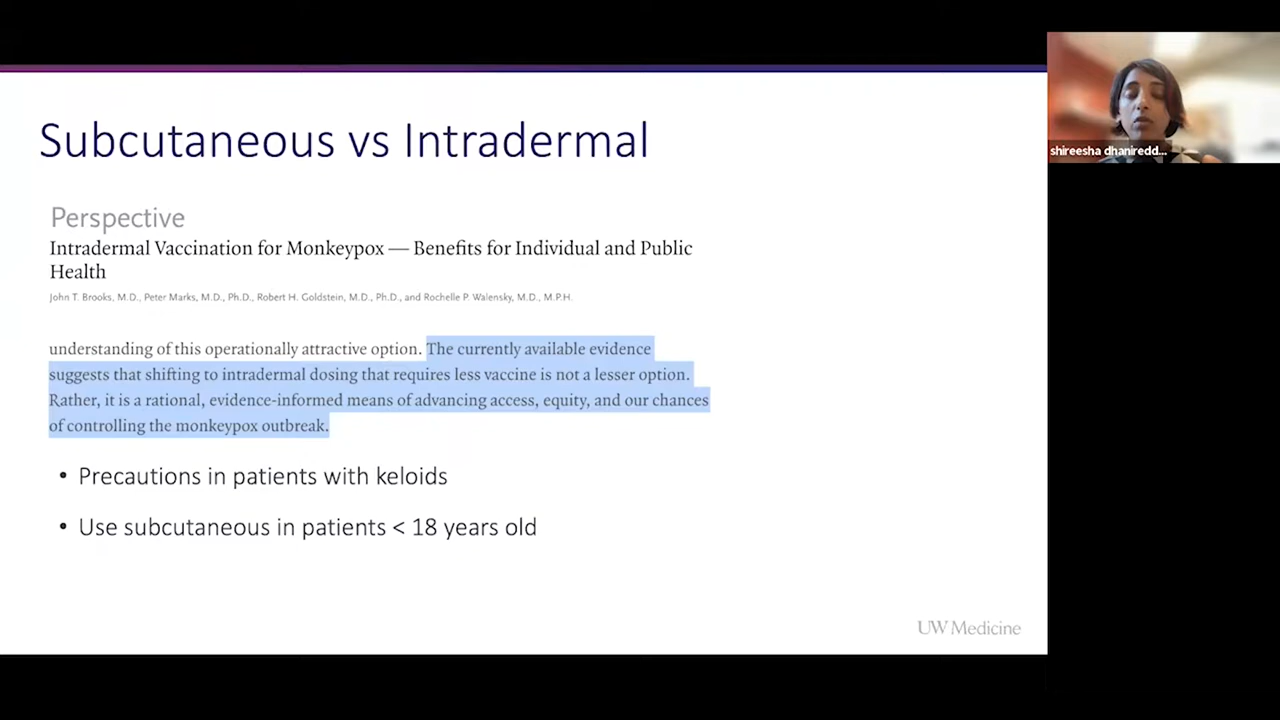 Subcutaneous vs Intradermal
Perspective
Intradermal Vaccination for Monkeypox — Benefits for Individual and Public
Health
John T. Brooks, M.D., Peter Marks, M.D., Ph.D., Robert H. Goldstein, M.D., Ph.D., and Rochelle P. Walensky, M.D., M.P.H.
understanding of this operationally attractive option. The currently available evidence
suggests that shifting to intradermal dosing that requires less vaccine is not a lesser option.
Rather, it is a rational, evidence-informed means of advancing access, equity, and our chances
of controlling the monkeypox outbreak.
• Precautions in patients with keloids
• Use subcutaneous in patients < 18 years old
UW Medicine
shireesha dhaniredd...